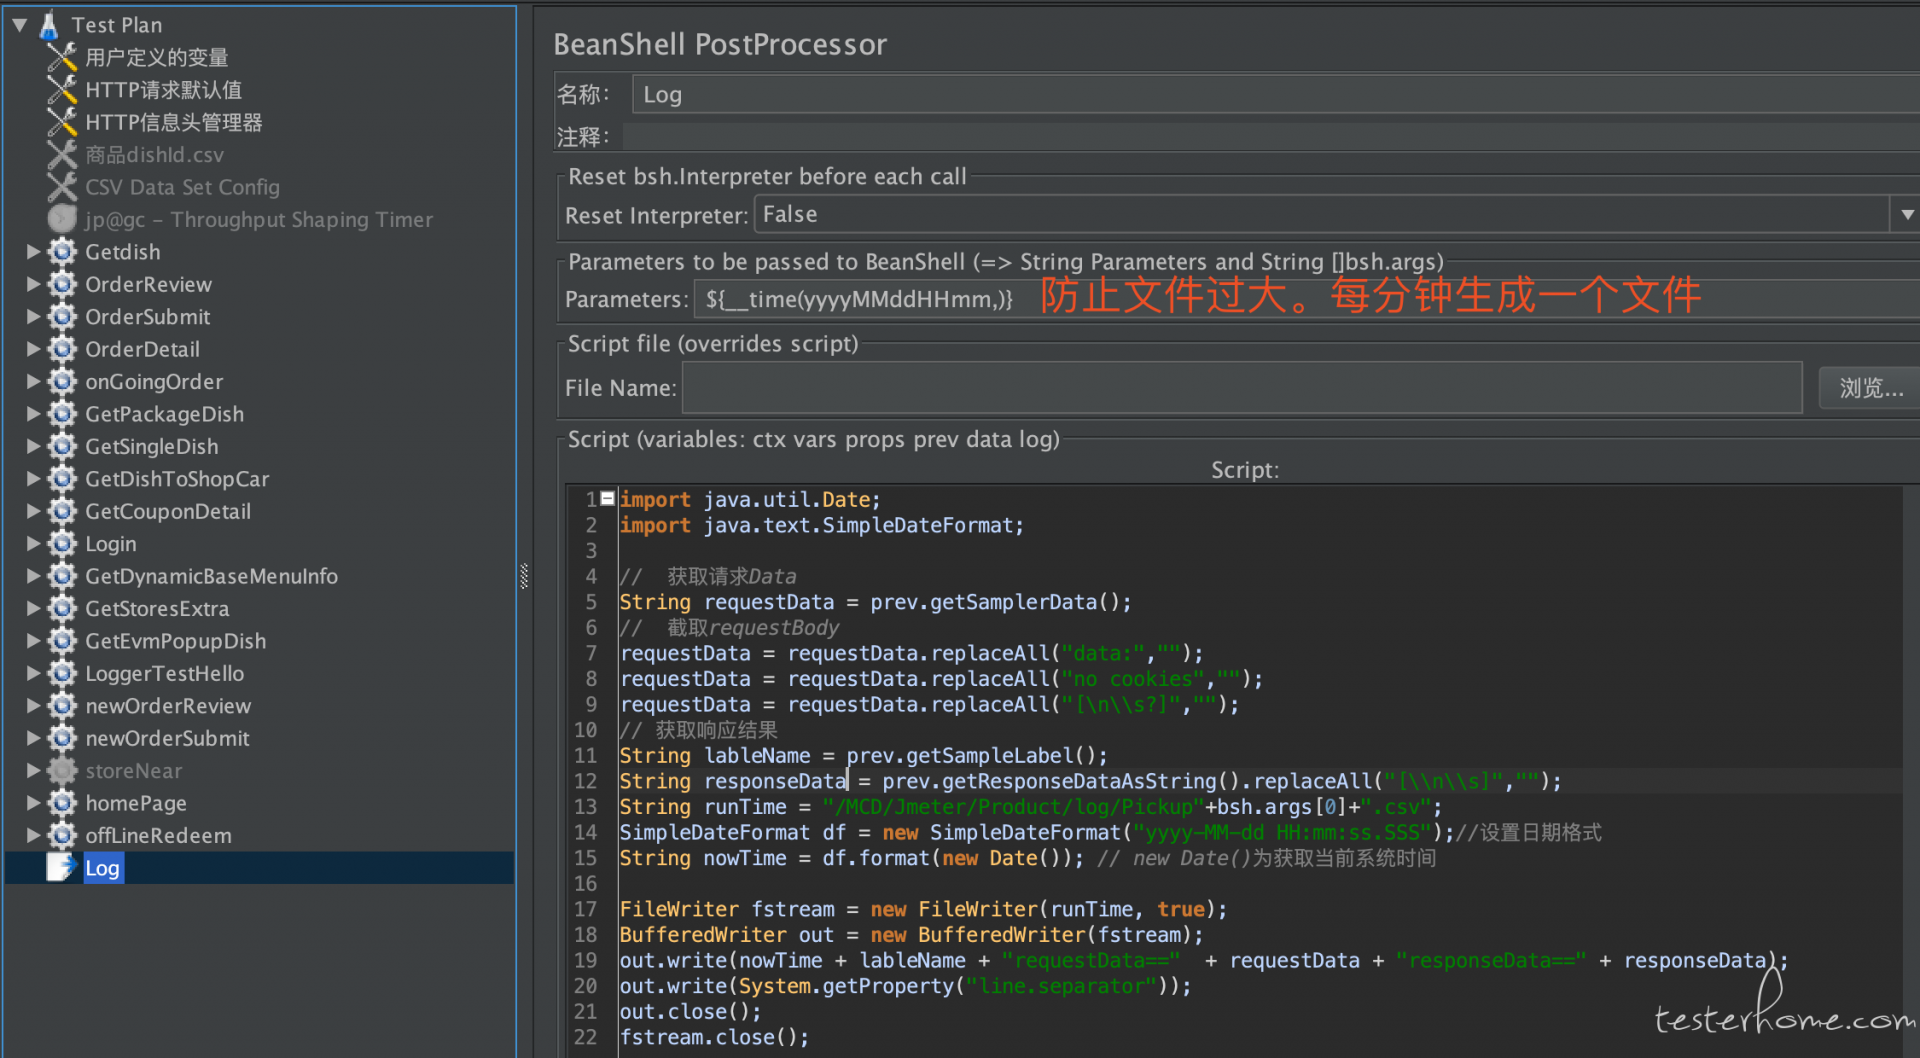 Test Plan
用户定义的变量
HTTP请求默认值
HTTP信息头管理器
商品dishId.csv
CSV Data Set Config
jp@gc – Throughput Shaping Timer
Getdish
OrderReview
OrderSubmit
OrderDetail
onGoingOrder
GetPackageDish
GetSingleDish
GetDishToShopCar
GetCouponDetail
Login
GetDynamicBaseMenuInfo
GetStoresExtra
GetEvmPopupDish
LoggerTestHello
newOrderReview
newOrderSubmit
storeNear
homePage
offLineRedeem
Log
BeanShell PostProcessor
名称： Log
注释：
Reset bsh.Interpreter before each call
Reset Interpreter: False
Parameters to be passed to BeanShell (=> String Parameters and String []bsh.args)
Parameters: ${__time(yyyyMMddHHmm,)} 防止文件过大。每分钟生成一个文件
Script file (overrides script)
File Name: 浏览...
Script (variables: ctx vars props prev data log)
Script:
1 import java.util.Date;
2 import java.text.SimpleDateFormat;
3
4 // 获取请求Data
5 String requestData = prev.getSamplerData();
6 // 截取requestBody
7 requestData = requestData.replaceAll("data:","");
8 requestData = requestData.replaceAll("no cookies","");
9 requestData = requestData.replaceAll("[\n\\s?]","");
10 // 获取响应结果
11 String lableName = prev.getSampleLabel();
12 String responseData = prev.getResponseDataAsString().replaceAll("[\\n\\s]","");
13 String runTime = "/MCD/Jmeter/Product/log/Pickup"+bsh.args[0]+".csv";
14 SimpleDateFormat df = new SimpleDateFormat("yyyy-MM-dd HH:mm:ss.SSS");//设置日期格式
15 String nowTime = df.format(new Date()); // new Date()为获取当前系统时间
16
17 FileWriter fstream = new FileWriter(runTime, true);
18 BufferedWriter out = new BufferedWriter(fstream);
19 out.write(nowTime + lableName + "requestData==" + requestData + "responseData==" + responseData);
20 out.write(System.getProperty("line.separator"));
21 out.close();
22 fstream.close();
testerhome.com